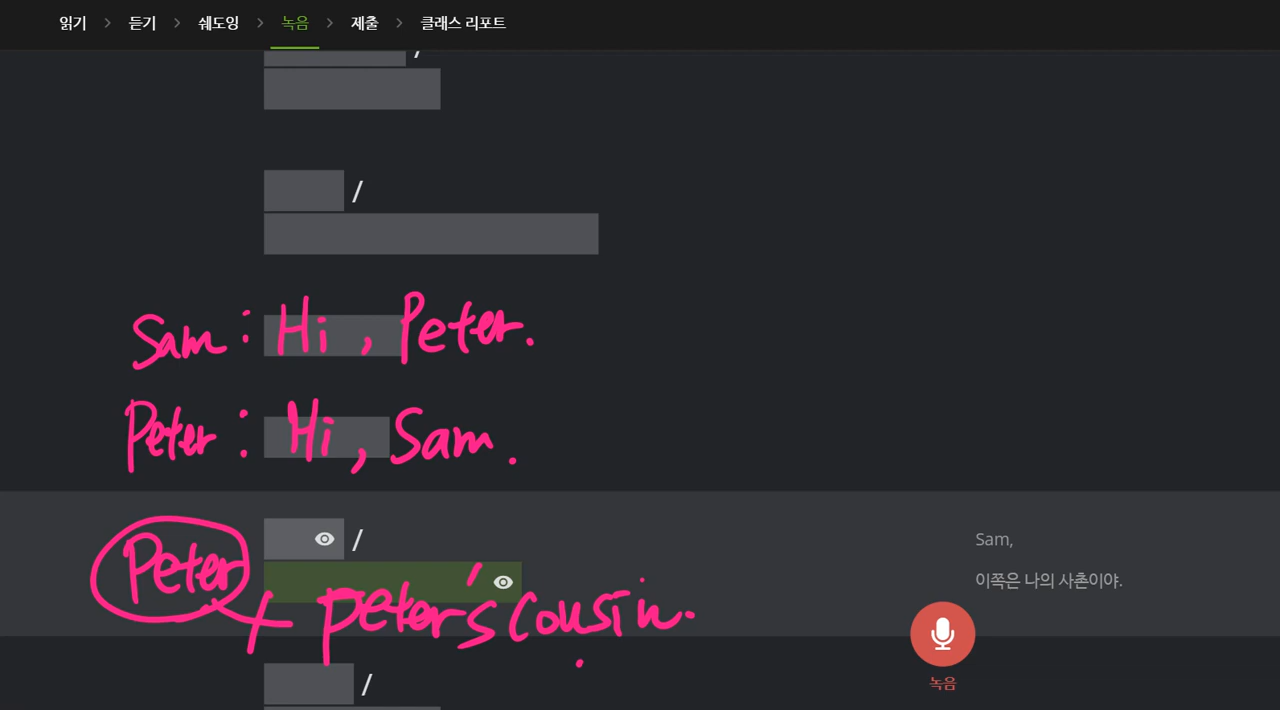 읽기 > 듣기 > 쉐도잉 > 녹음 > 제출 > 클래스 리포트
/
/
Sam : Hi , Peter.
Peter : Hi , Sam.
Peter / Sam,
+ peter's cousin. 이쪽은 나의 사촌이야.
녹음
/